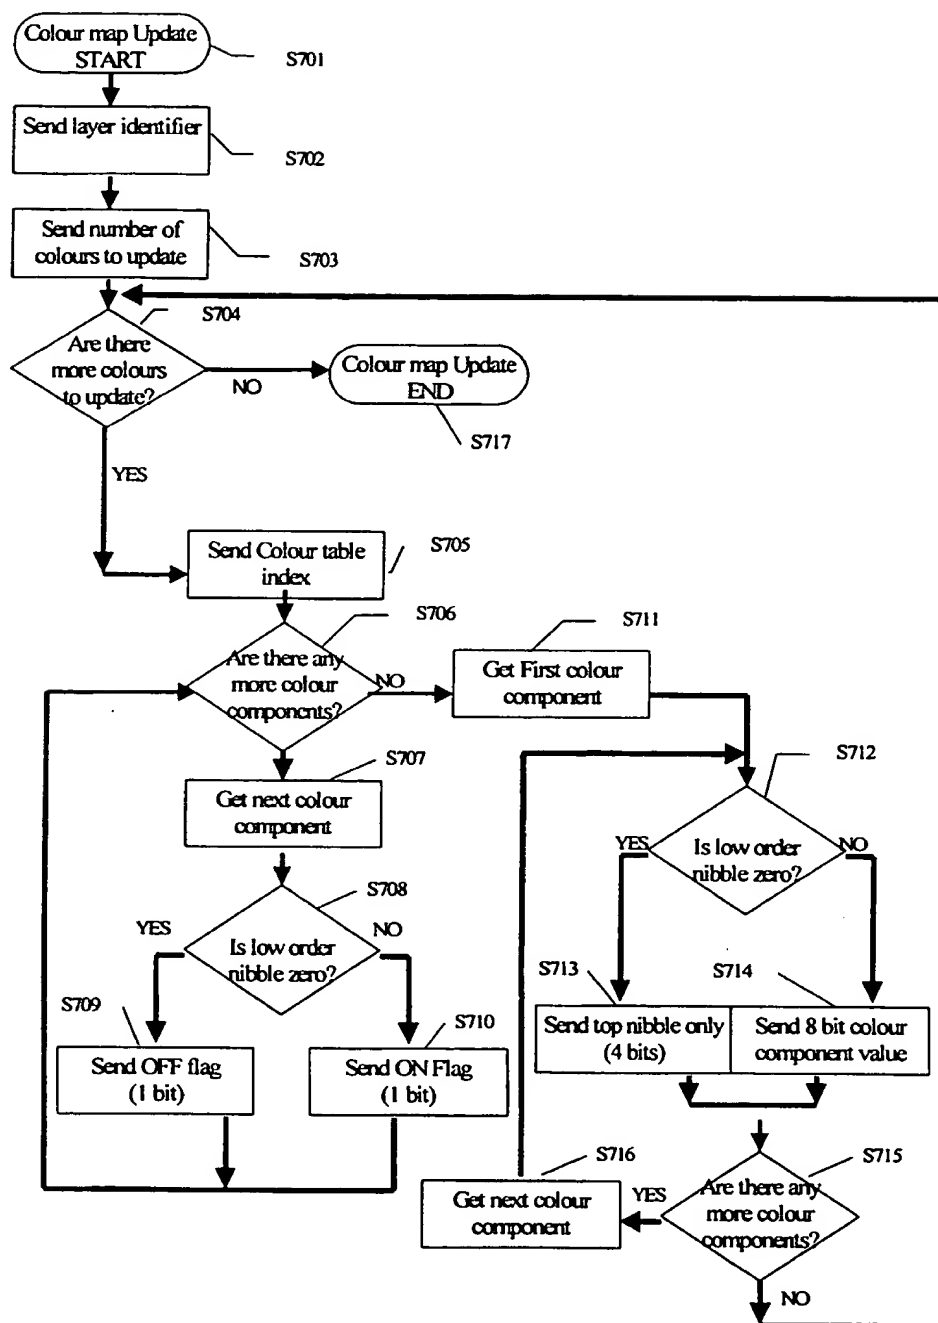 Colour map Update
START
S701
Send layer identifier
S702
Send number of
colours to update
S703
S704
Are there
more colours
to update?
NO
Colour map Update
END
S717
YES
Send Colour table
index
S705
S706
Are there any
more colour
components?
NO
S711
Get First colour
component
S707
Get next colour
component
S712
Is low order
nibble zero?
YES
NO
S708
Is low order
nibble zero?
YES
NO
S709
Send OFF flag
(1 bit)
S710
Send ON Flag
(1 bit)
S713
Send top nibble only
(4 bits)
S714
Send 8 bit colour
component value
S715
Are there any
more colour
components?
YES
S716
Get next colour
component
NO